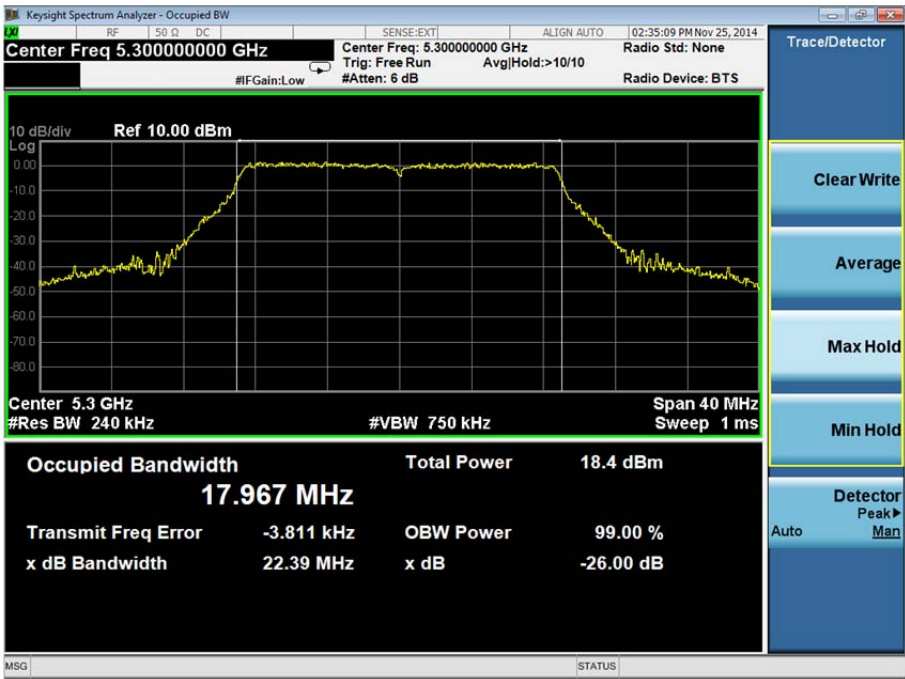 Keysight Spectrum Analyzer - Occupied BW
LXI RF 50 Ω DC SENSE:EXT ALIGN AUTO 02:35:09 PM Nov 25, 2014
Center Freq 5.300000000 GHz
Center Freq: 5.300000000 GHz Radio Std: None
Trig: Free Run Avg|Hold:>10/10
#IFGain:Low #Atten: 6 dB Radio Device: BTS
Trace/Detector
10 dB/div Ref 10.00 dBm
Log
0.00
-10.0
-20.0
-30.0
-40.0
-50.0
-60.0
-70.0
-80.0
Center 5.3 GHz Span 40 MHz
#Res BW 240 kHz #VBW 750 kHz Sweep 1 ms
Clear Write
Average
Max Hold
Min Hold
Detector
Peak▶
Auto Man
Occupied Bandwidth Total Power 18.4 dBm
17.967 MHz
Transmit Freq Error -3.811 kHz OBW Power 99.00 %
x dB Bandwidth 22.39 MHz x dB -26.00 dB
MSG STATUS